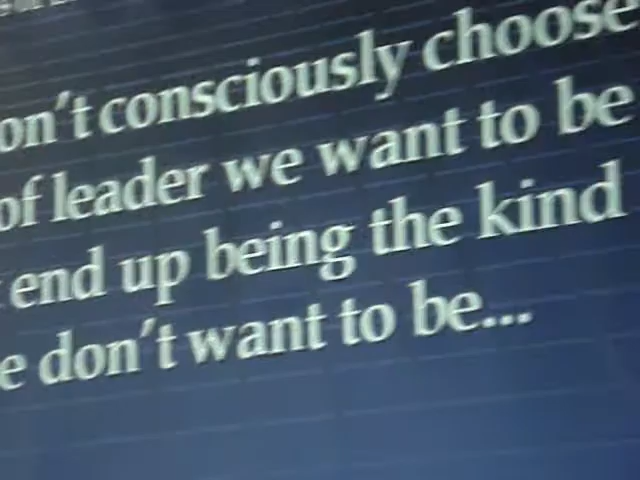 on't consciously choose
of leader we want to be
end up being the kind
e don't want to be...